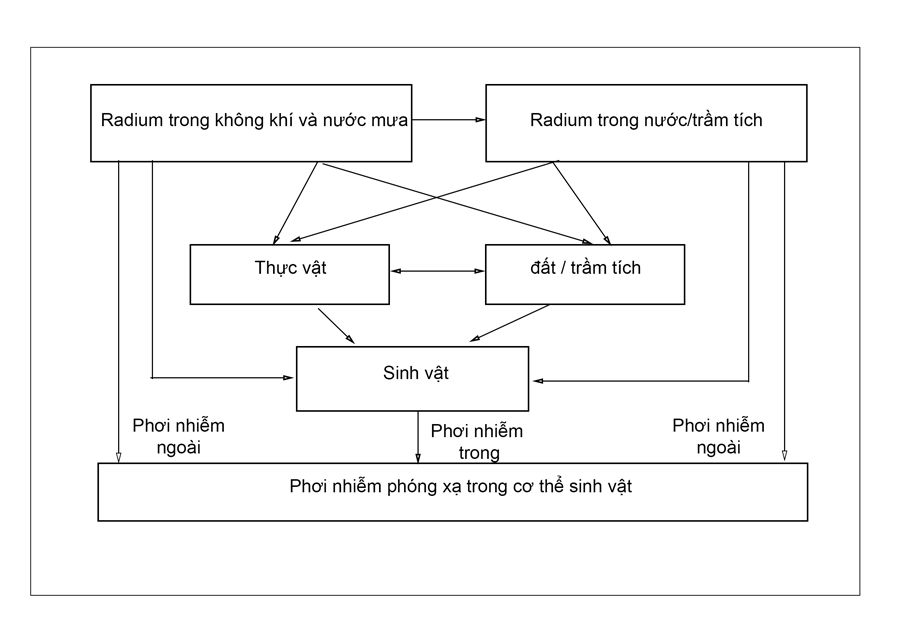 Radium trong không khí và nước mưa
Radium trong nước/trầm tích
Thực vật
đất / trầm tích
Sinh vật
Phơi nhiễm
ngoài
Phơi nhiễm
trong
Phơi nhiễm
ngoài
Phơi nhiễm phóng xạ trong cơ thể sinh vật